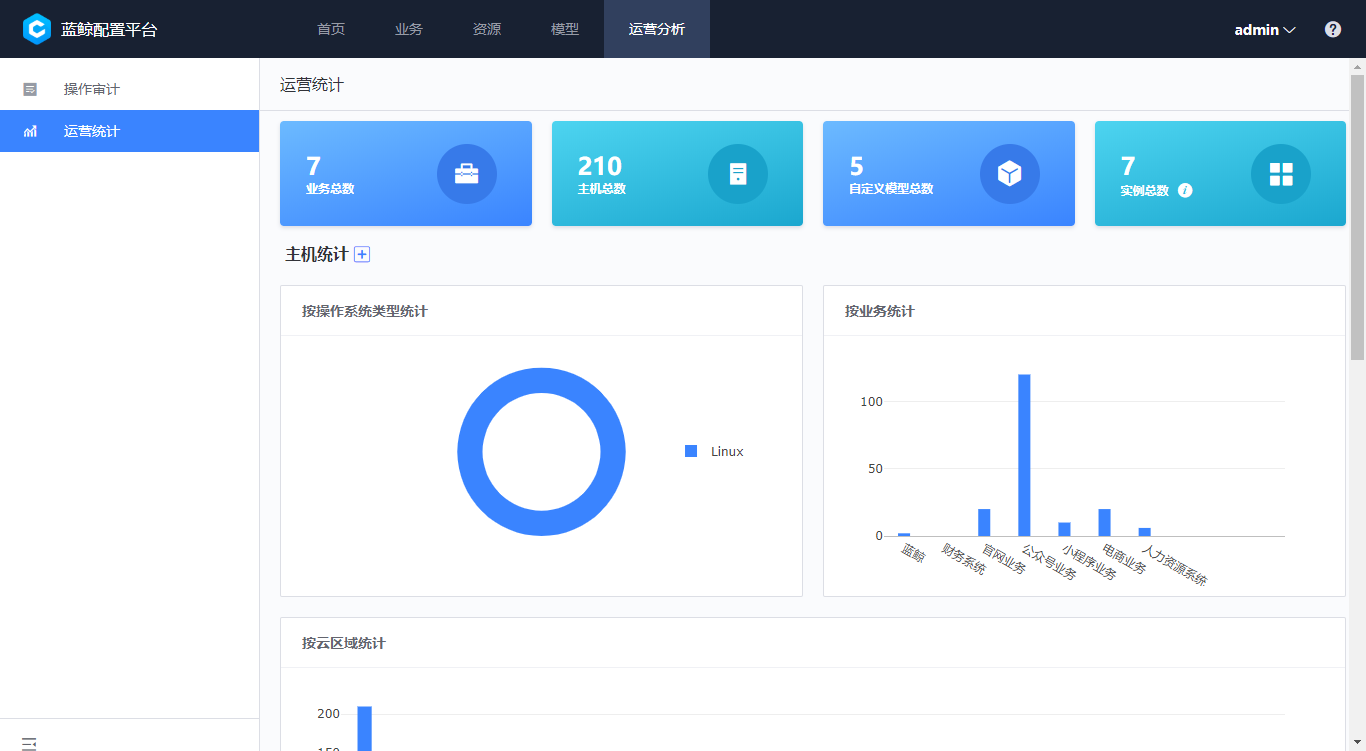 蓝鲸配置平台
首页
业务
资源
模型
运营分析
admin
操作审计
运营统计
运营统计
7
业务总数
210
主机总数
5
自定义模型总数
7
实例总数
主机统计
按操作系统类型统计
Linux
按业务统计
100
50
0
蓝鲸
财务系统
官网业务
公众号业务
小程序业务
电商业务
人力资源系统
按云区域统计
200
150